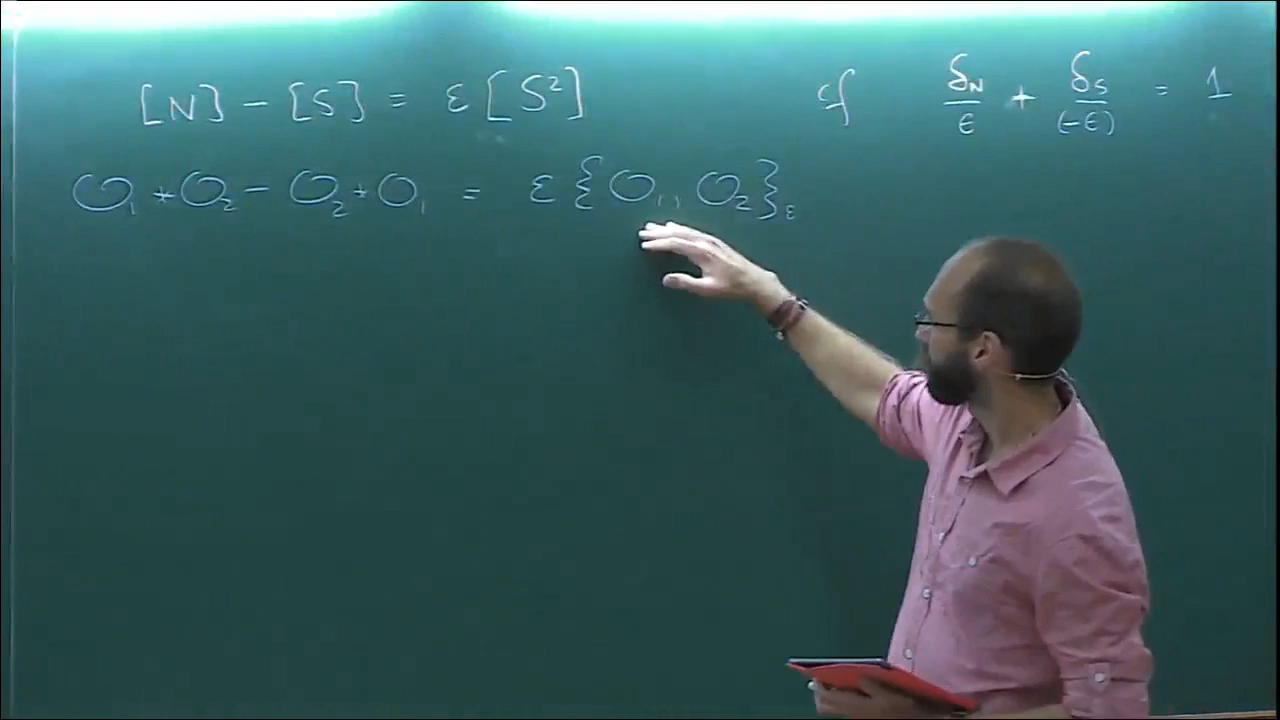 [N] - [S] = ε[S²] cf δ_N/ε + δ_S/(-ε) = 1
O₁ * O₂ - O₂ * O₁ = ε{O₁, O₂}_ε